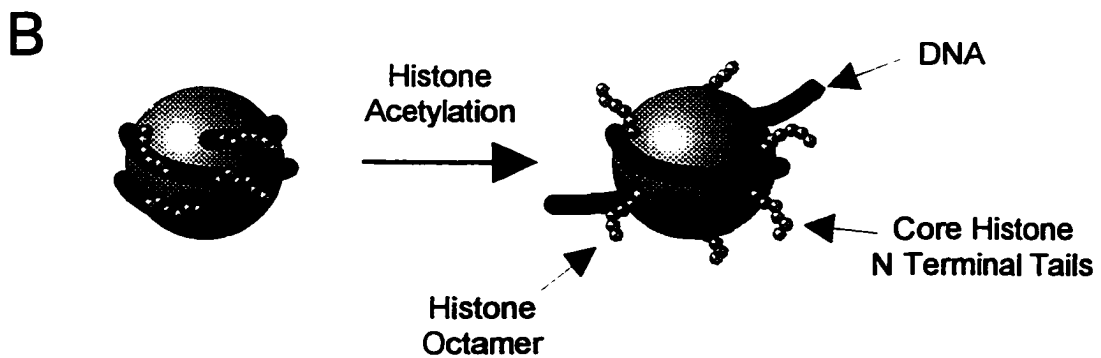 B
Histone
Acetylation
DNA
Core Histone
N Terminal Tails
Histone
Octamer